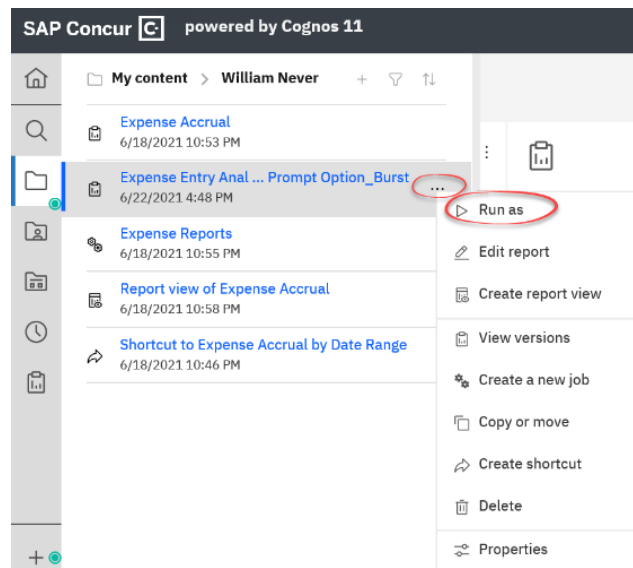 SAP Concur C powered by Cognos 11
My content > William Never
Expense Accrual
6/18/2021 10:53 PM
Expense Entry Anal ... Prompt Option_Burst
6/22/2021 4:48 PM
Expense Reports
6/18/2021 10:55 PM
Report view of Expense Accrual
6/18/2021 10:58 PM
Shortcut to Expense Accrual by Date Range
6/18/2021 10:46 PM
Run as
Edit report
Create report view
View versions
Create a new job
Copy or move
Create shortcut
Delete
Properties